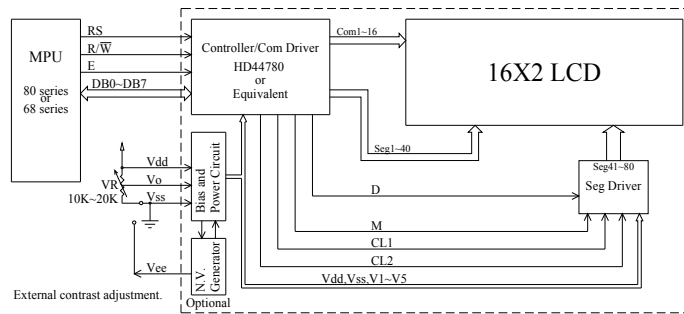 MPU
80 series
or
68 series
RS
R/W̅
E
DB0~DB7
Controller/Com Driver
HD44780
or
Equivalent
Com1~16
16X2 LCD
Seg1~40
Seg41~80
Seg Driver
D
M
CL1
CL2
Vdd,Vss,V1~V5
Vdd
Vo
Vss
VR
10K~20K
Bias and
Power Circuit
N.V.
Generator
Optional
Vee
External contrast adjustment.